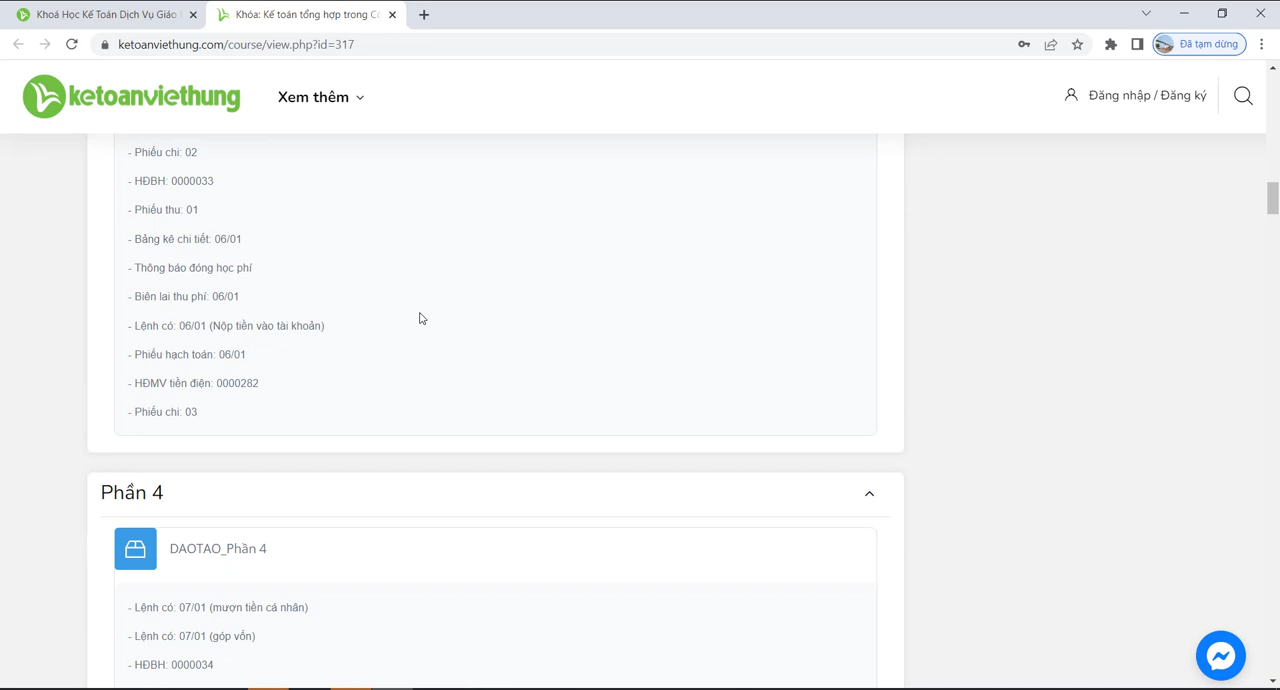 Khoá Học Kế Toán Dịch Vụ Giáo
Khóa: Kế toán tổng hợp trong Cô
ketoanviethung.com/course/view.php?id=317
Đã tạm dừng
ketoanviethung
Xem thêm
Đăng nhập / Đăng ký
- Phiếu chi: 02
- HĐBH: 0000033
- Phiếu thu: 01
- Bảng kê chi tiết: 06/01
- Thông báo đóng học phí
- Biên lai thu phí: 06/01
- Lệnh có: 06/01 (Nộp tiền vào tài khoản)
- Phiếu hạch toán: 06/01
- HĐMV tiền điện: 0000282
- Phiếu chi: 03
Phần 4
DAOTAO_Phần 4
- Lệnh có: 07/01 (mượn tiền cá nhân)
- Lệnh có: 07/01 (góp vốn)
- HĐBH: 0000034